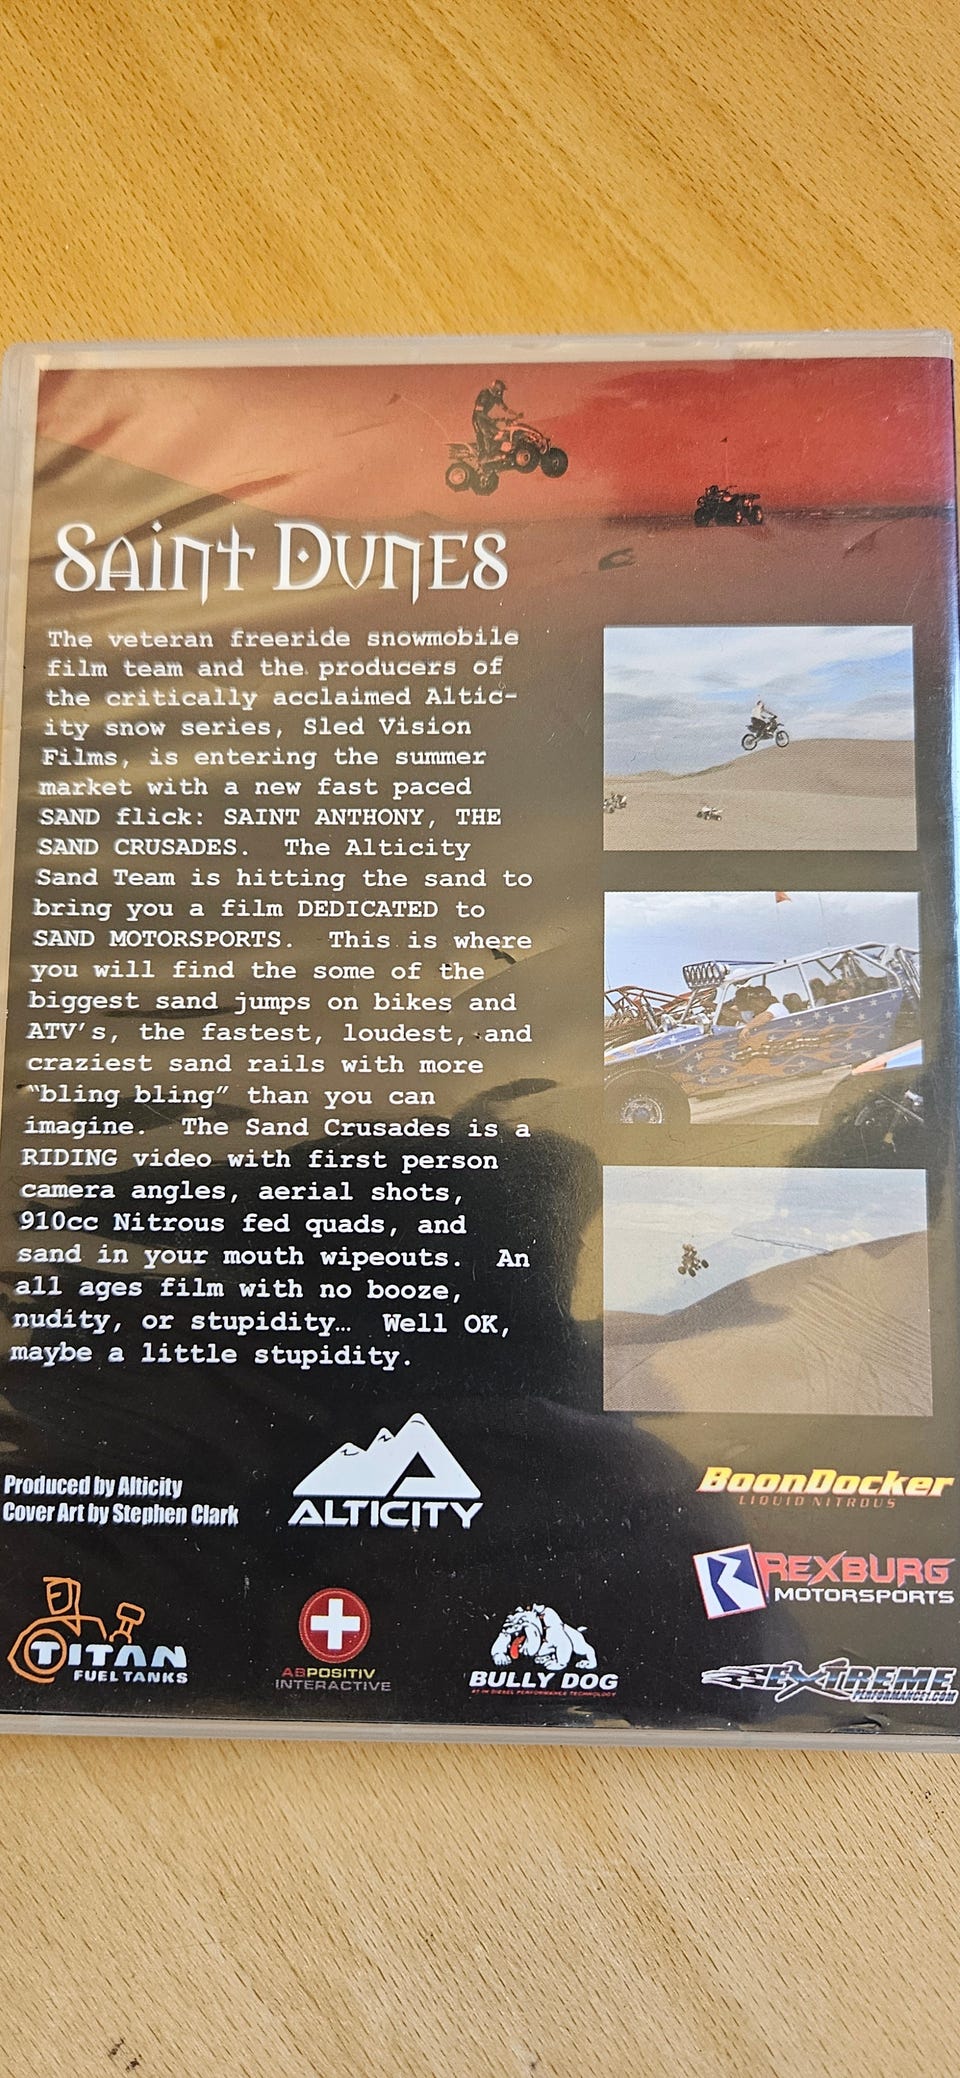 Saint Dunes
The veteran freeride snowmobile
film team and the producers of
the critically acclaimed Altic-
ity snow series, Sled Vision
Films, is entering the summer
market with a new fast paced
SAND flick: SAINT ANTHONY, THE
SAND CRUSADES. The Alticity
Sand Team is hitting the sand to
bring you a film DEDICATED to
SAND MOTORSPORTS. This is where
you will find the some of the
biggest sand jumps on bikes and
ATV's, the fastest, loudest, and
craziest sand rails with more
"bling bling" than you can
imagine. The Sand Crusades is a
RIDING video with first person
camera angles, aerial shots,
910cc Nitrous fed quads, and
sand in your mouth wipeouts. An
all ages film with no booze,
nudity, or stupidity… Well OK,
maybe a little stupidity.
Produced by Alticity
Cover Art by Stephen Clark
ALTICITY
BoonDocker
LIQUID NITROUS
REXBURG
MOTORSPORTS
TITAN
FUEL TANKS
ABPOSITIV
INTERACTIVE
BULLY DOG
#1 IN DIESEL PERFORMANCE TECHNOLOGY
EXTREME
PERFORMANCE1.COM